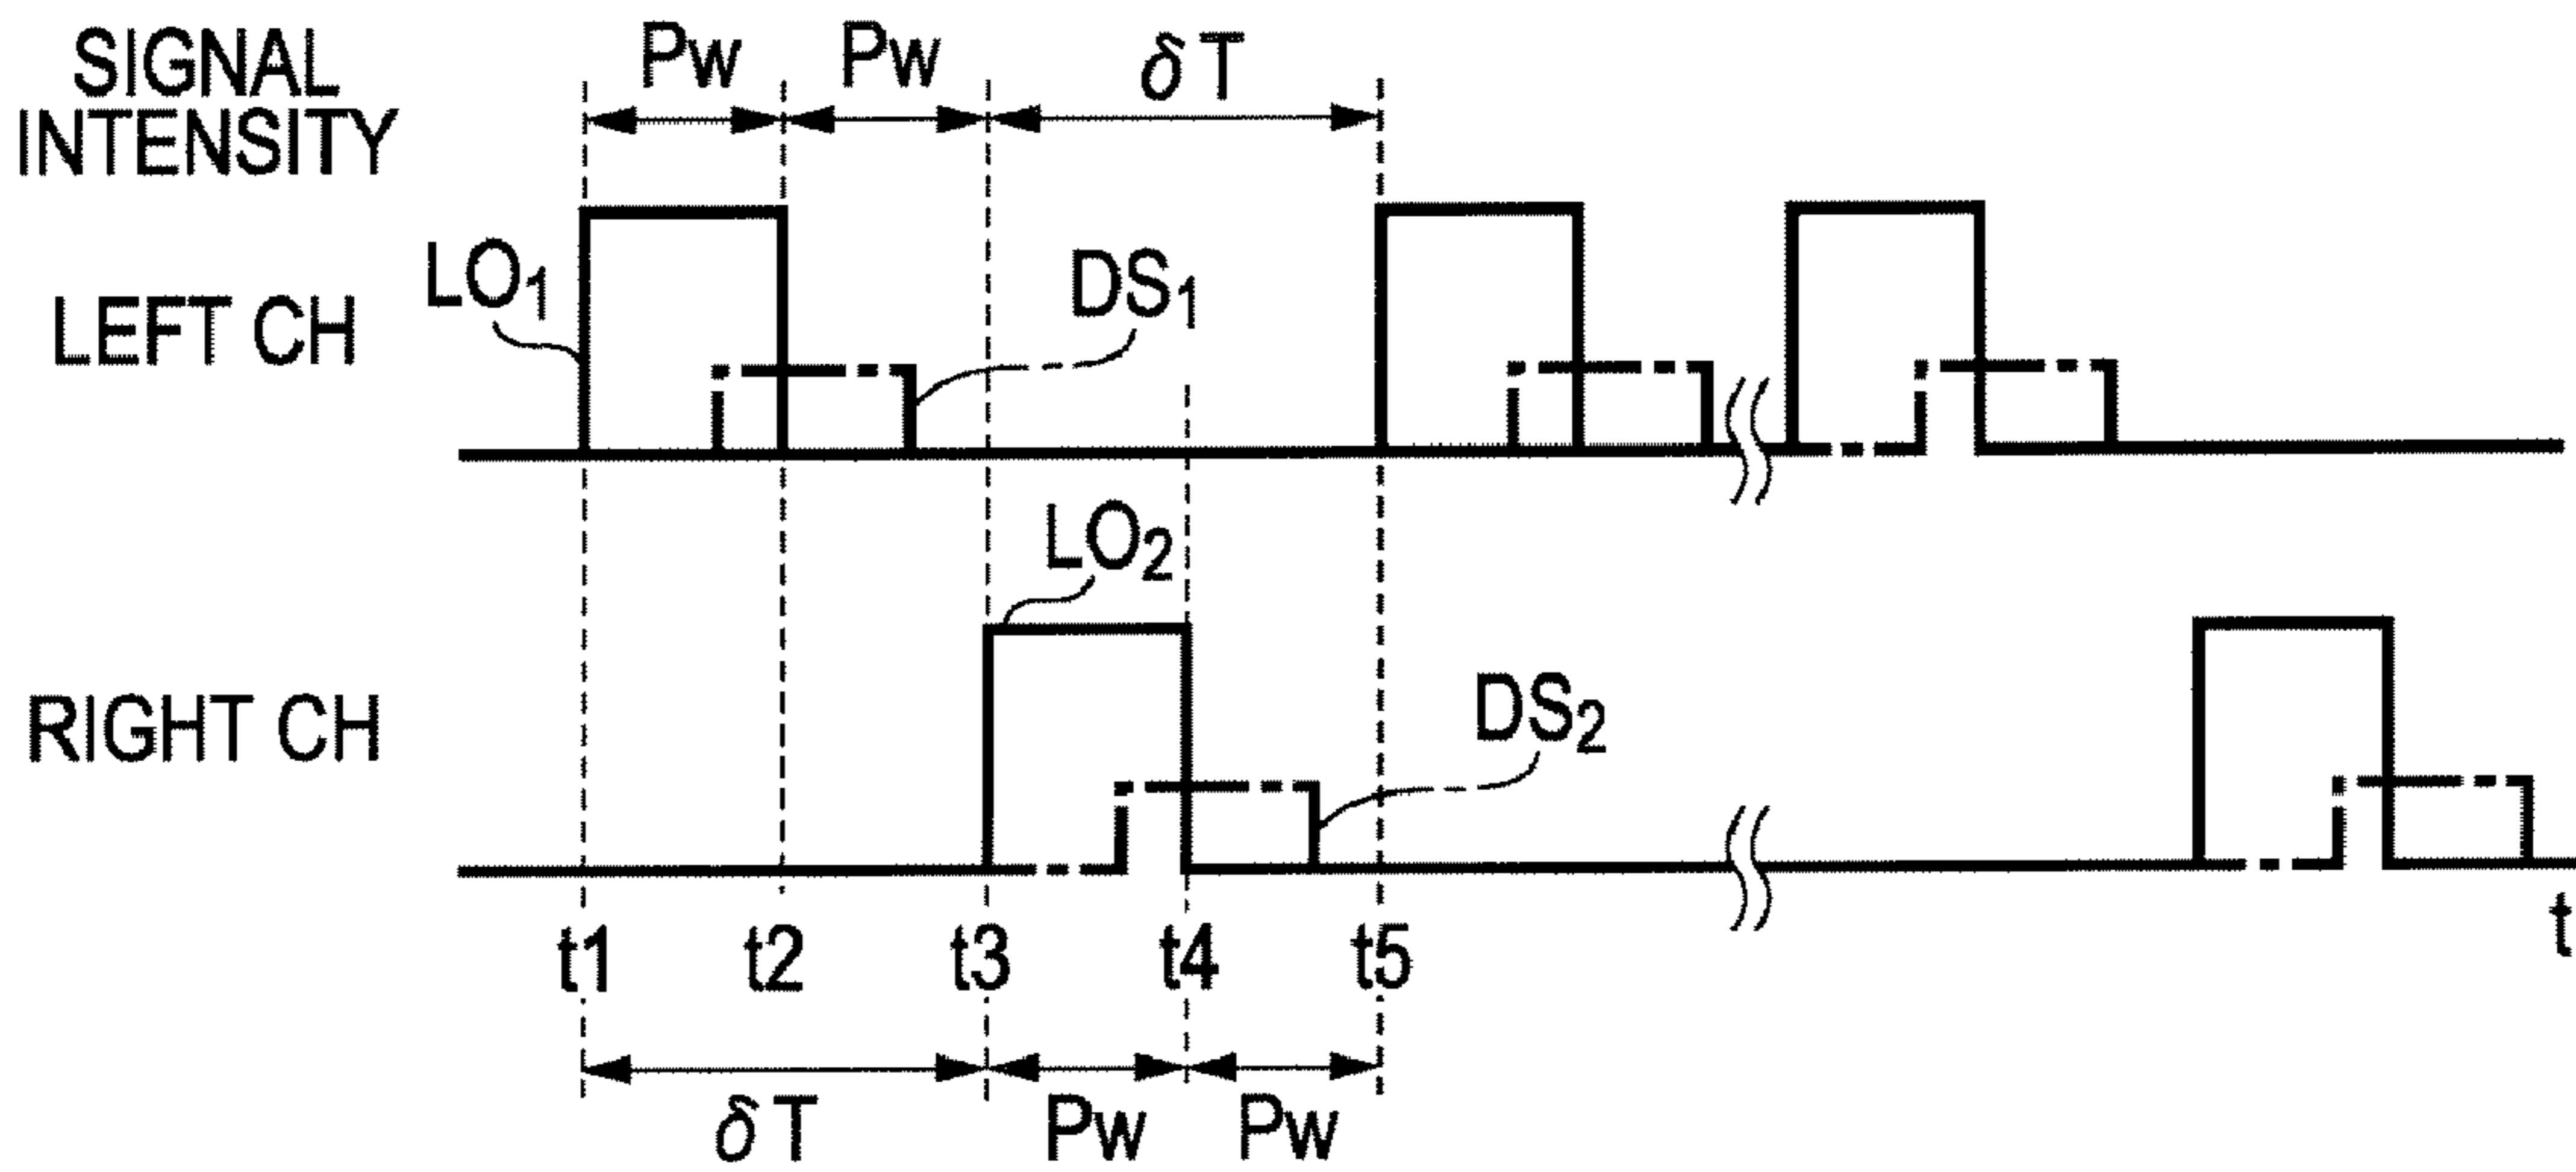 SIGNAL
INTENSITY
Pw
Pw
δT
LEFT CH
LO1
DS1
LO2
RIGHT CH
DS2
t1
t2
t3
t4
t5
t
δT
Pw
Pw